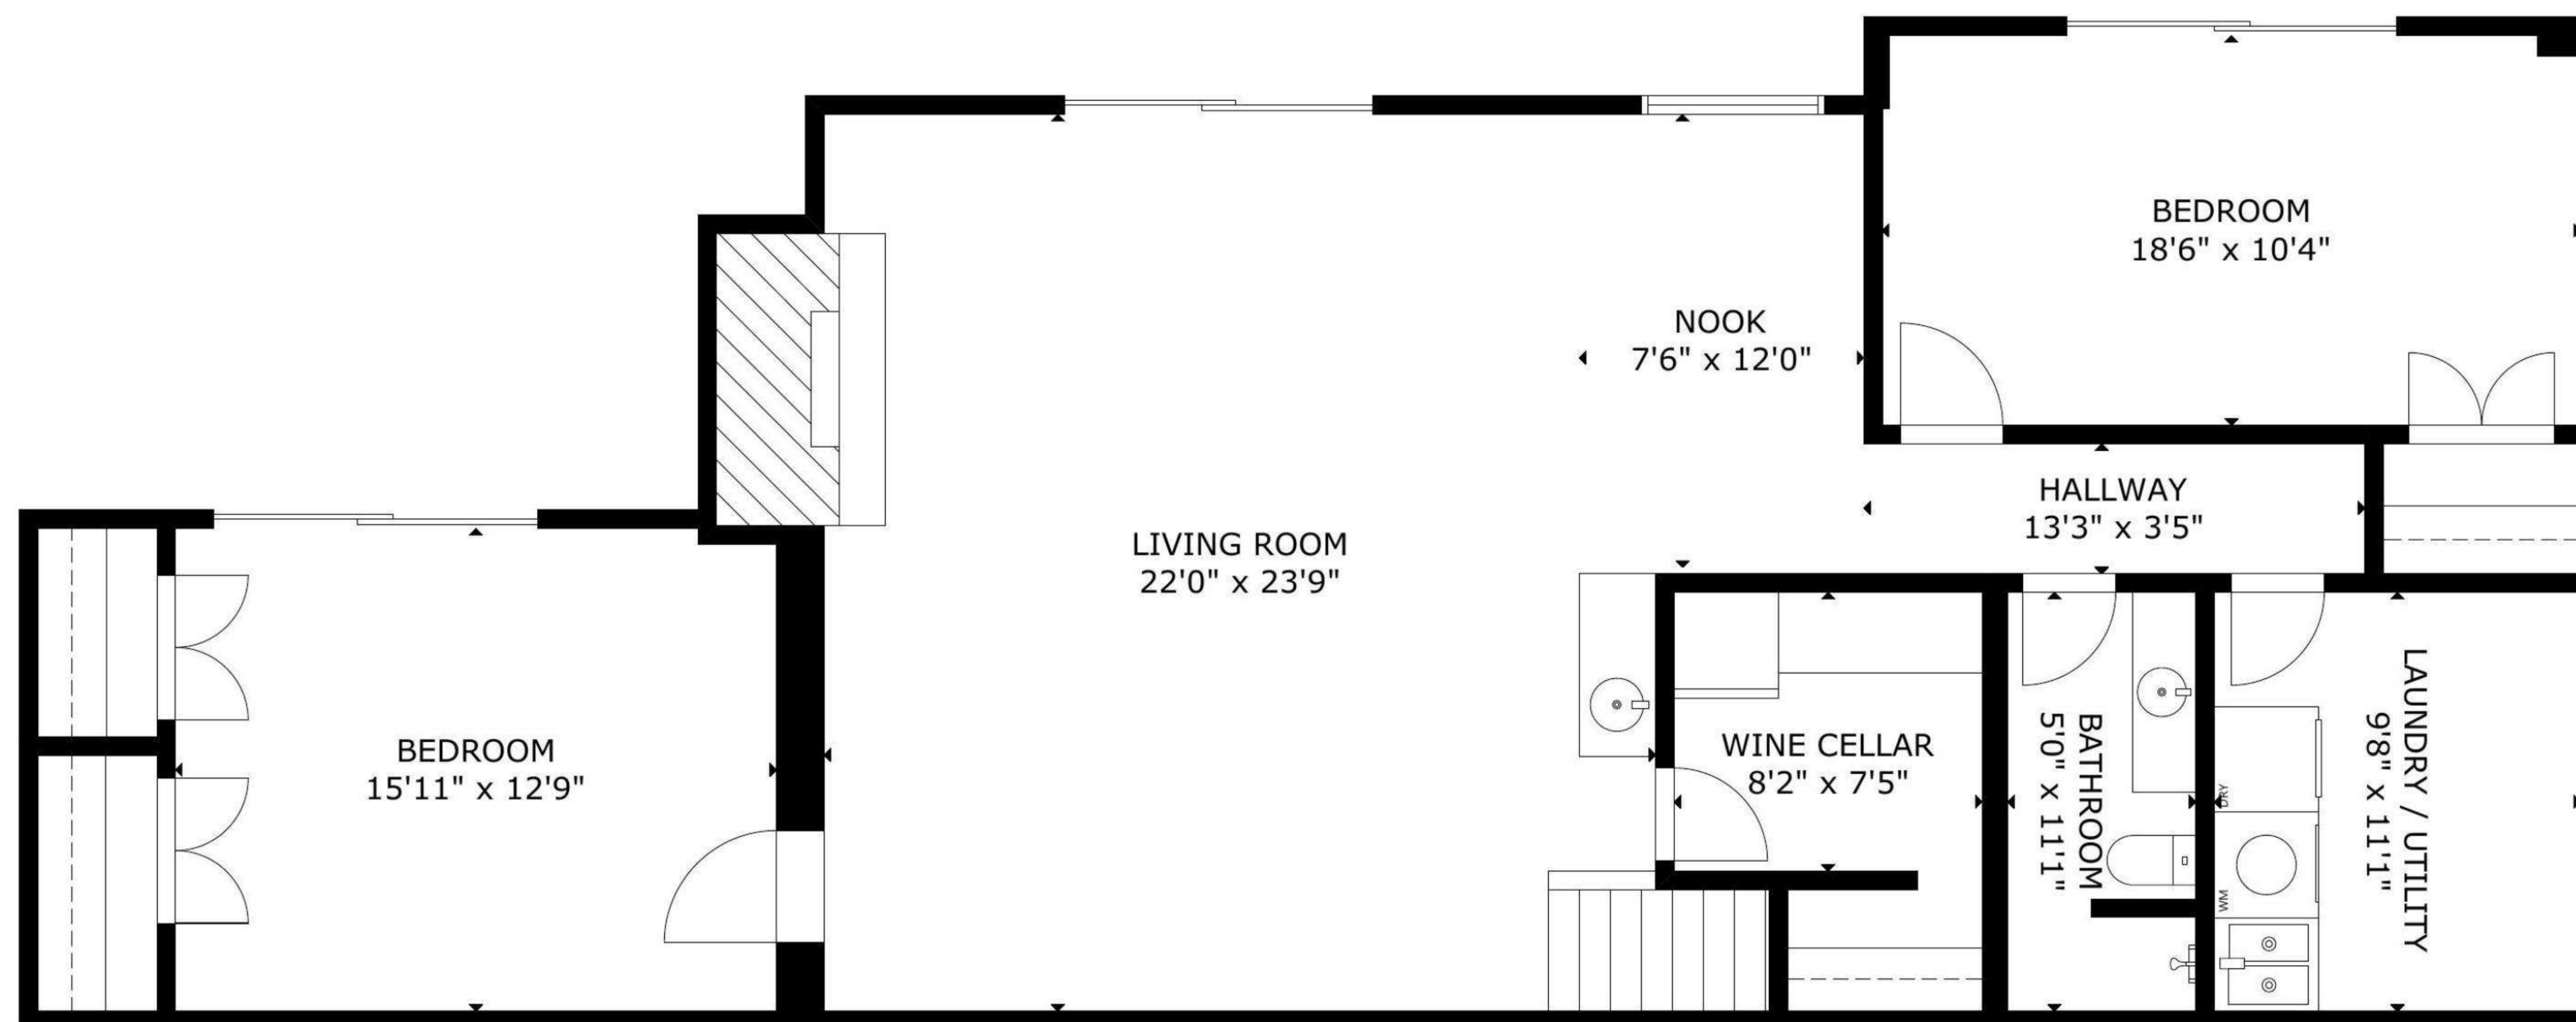 BEDROOM
18'6" x 10'4"
NOOK
7'6" x 12'0"
HALLWAY
13'3" x 3'5"
LIVING ROOM
22'0" x 23'9"
BEDROOM
15'11" x 12'9"
WINE CELLAR
8'2" x 7'5"
BATHROOM
5'0" x 11'1"
LAUNDRY / UTILITY
9'8" x 11'1"
DRY
WM